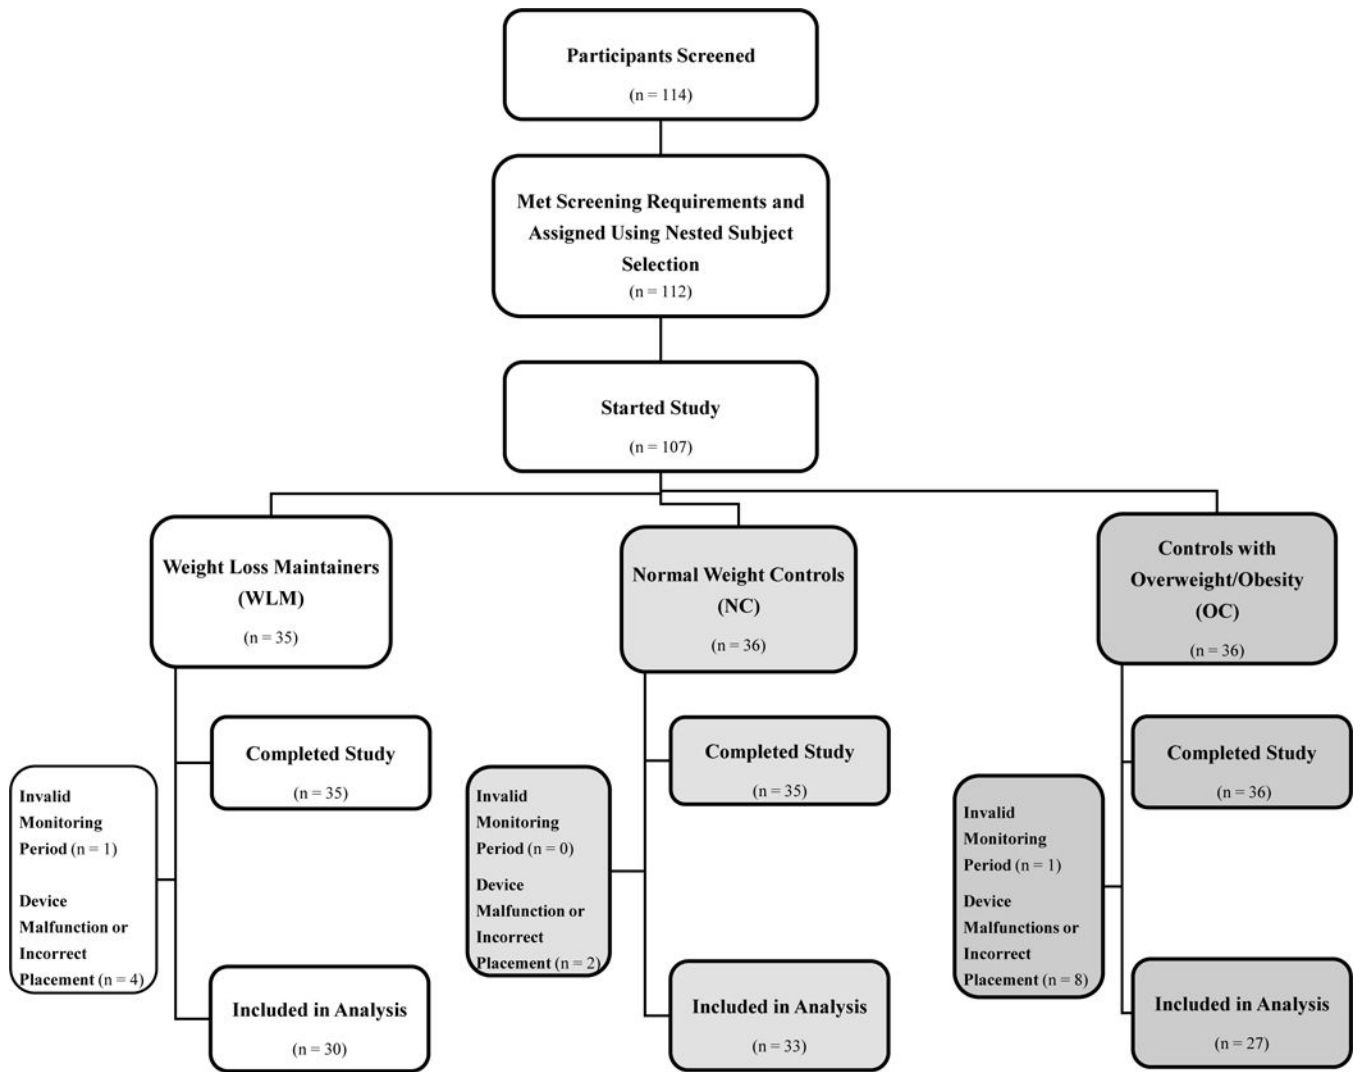 Participants Screened
(n = 114)
Met Screening Requirements and
Assigned Using Nested Subject
Selection
(n = 112)
Started Study
(n = 107)
Weight Loss Maintainers
(WLM)
(n = 35)
Normal Weight Controls
(NC)
(n = 36)
Controls with
Overweight/Obesity
(OC)
(n = 36)
Completed Study
(n = 35)
Completed Study
(n = 35)
Completed Study
(n = 36)
Invalid
Monitoring
Period (n = 1)
Device
Malfunction or
Incorrect
Placement (n = 4)
Invalid
Monitoring
Period (n = 0)
Device
Malfunction or
Incorrect
Placement (n = 2)
Invalid
Monitoring
Period (n = 1)
Device
Malfunctions or
Incorrect
Placement (n = 8)
Included in Analysis
(n = 30)
Included in Analysis
(n = 33)
Included in Analysis
(n = 27)